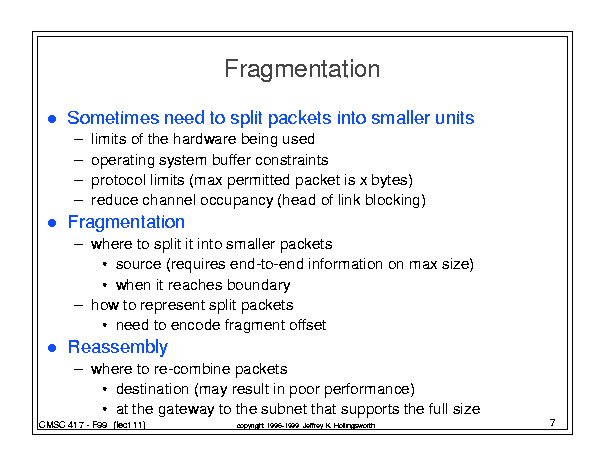 Fragmentation
● Sometimes need to split packets into smaller units
– limits of the hardware being used
– operating system buffer constraints
– protocol limits (max permitted packet is x bytes)
– reduce channel occupancy (head of link blocking)
● Fragmentation
– where to split it into smaller packets
• source (requires end-to-end information on max size)
• when it reaches boundary
– how to represent split packets
• need to encode fragment offset
● Reassembly
– where to re-combine packets
• destination (may result in poor performance)
• at the gateway to the subnet that supports the full size
CMSC 417 - F99 (lect 11) copyright 1996-1999 Jeffrey K. Hollingsworth 7